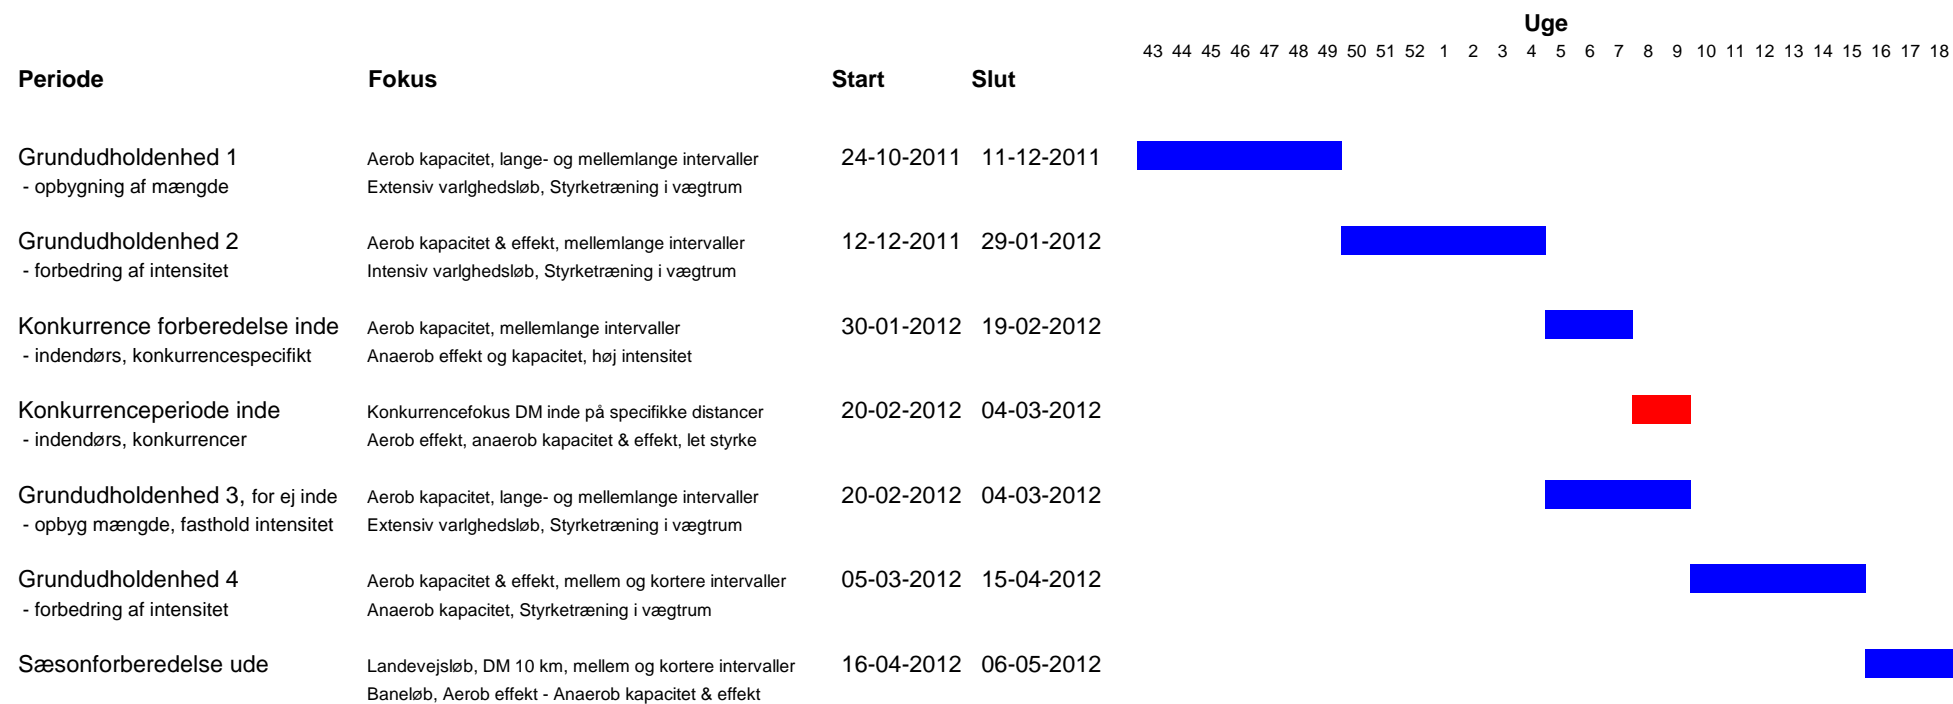 Uge
43 44 45 46 47 48 49 50 51 52 1 2 3 4 5 6 7 8 9 10 11 12 13 14 15 16 17 18
Periode Fokus Start Slut
Grundudholdenhed 1 Aerob kapacitet, lange- og mellemlange intervaller 24-10-2011 11-12-2011
- opbygning af mængde Extensiv varlghedsløb, Styrketræning i vægtrum
Grundudholdenhed 2 Aerob kapacitet & effekt, mellemlange intervaller 12-12-2011 29-01-2012
- forbedring af intensitet Intensiv varlghedsløb, Styrketræning i vægtrum
Konkurrence forberedelse inde Aerob kapacitet, mellemlange intervaller 30-01-2012 19-02-2012
- indendørs, konkurrencespecifikt Anaerob effekt og kapacitet, høj intensitet
Konkurrenceperiode inde Konkurrencefokus DM inde på specifikke distancer 20-02-2012 04-03-2012
- indendørs, konkurrencer Aerob effekt, anaerob kapacitet & effekt, let styrke
Grundudholdenhed 3, for ej inde Aerob kapacitet, lange- og mellemlange intervaller 20-02-2012 04-03-2012
- opbyg mængde, fasthold intensitet Extensiv varlghedsløb, Styrketræning i vægtrum
Grundudholdenhed 4 Aerob kapacitet & effekt, mellem og kortere intervaller 05-03-2012 15-04-2012
- forbedring af intensitet Anaerob kapacitet, Styrketræning i vægtrum
Sæsonforberedelse ude Landevejsløb, DM 10 km, mellem og kortere intervaller 16-04-2012 06-05-2012
Baneløb, Aerob effekt - Anaerob kapacitet & effekt